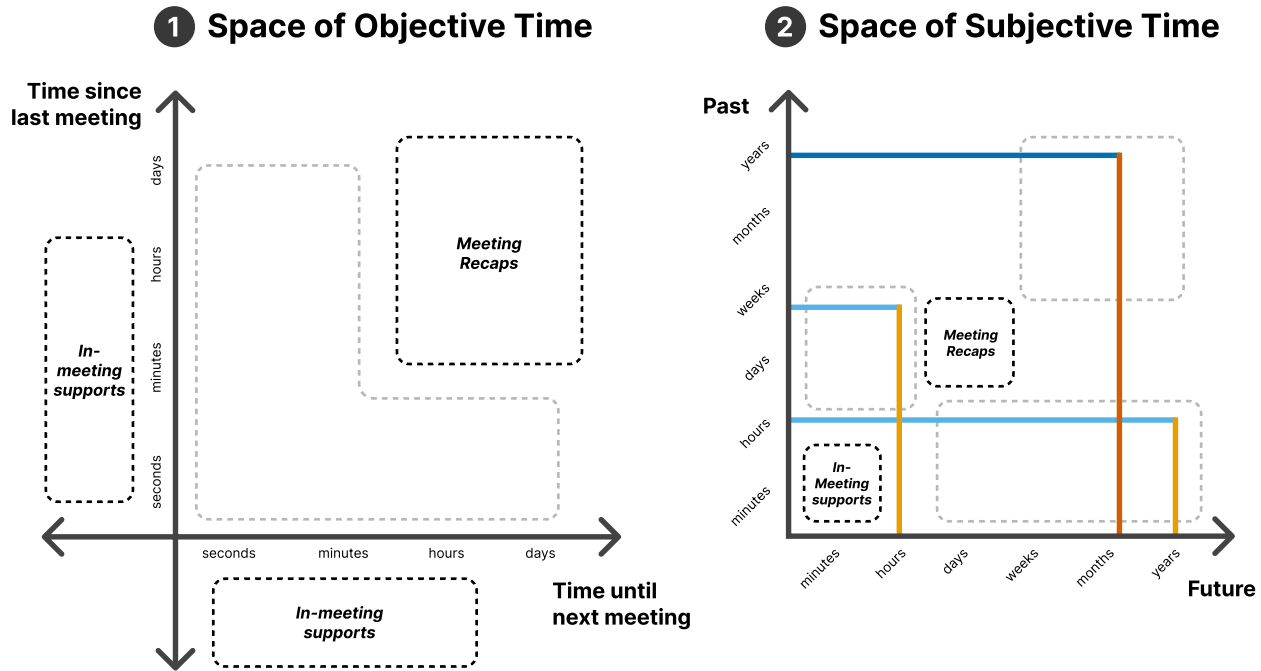 1 Space of Objective Time
Time since
last meeting
days
hours
minutes
seconds
In-
meeting
supports
Meeting
Recaps
seconds minutes hours days
In-meeting
supports
Time until
next meeting
2 Space of Subjective Time
Past
years
months
weeks
days
hours
minutes
Meeting
Recaps
In-
Meeting
supports
minutes hours days weeks months years
Future